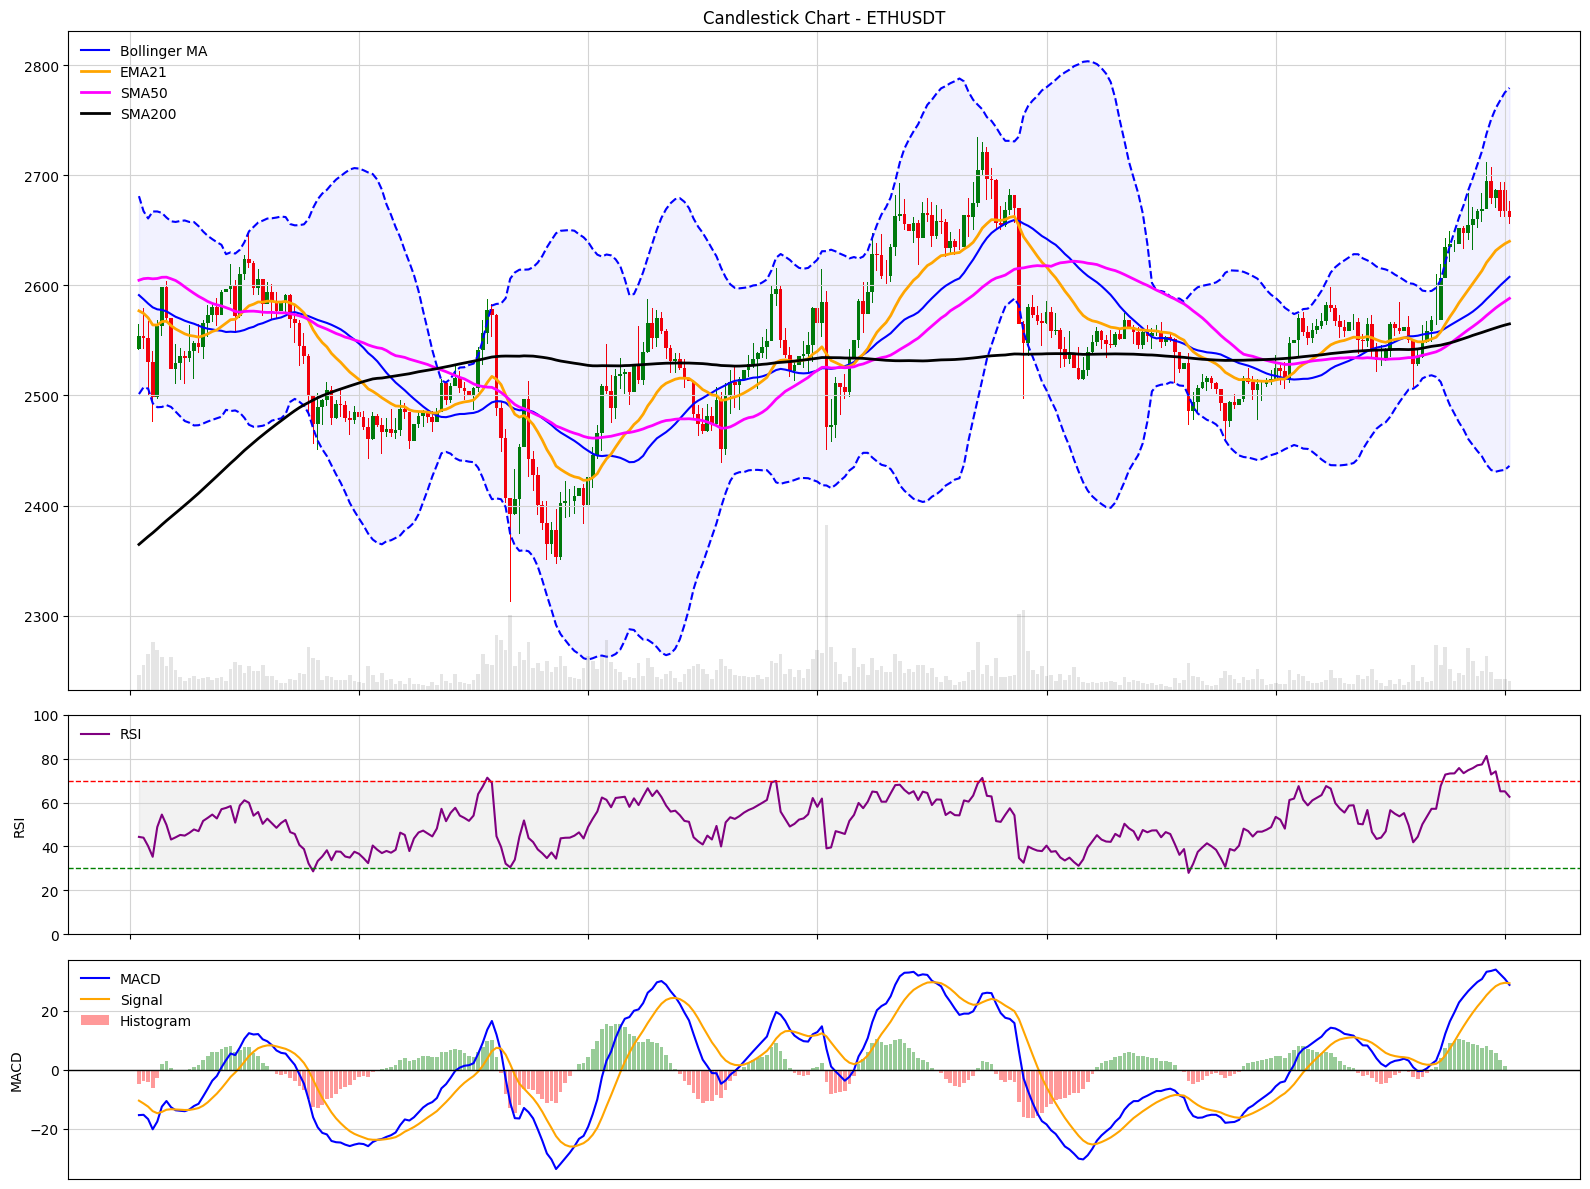 Candlestick Chart - ETHUSDT
Bollinger MA
EMA21
SMA50
SMA200
2800
2700
2600
2500
2400
2300
RSI
100
80
60
40
20
0
RSI
MACD
Signal
Histogram
20
0
−20
MACD